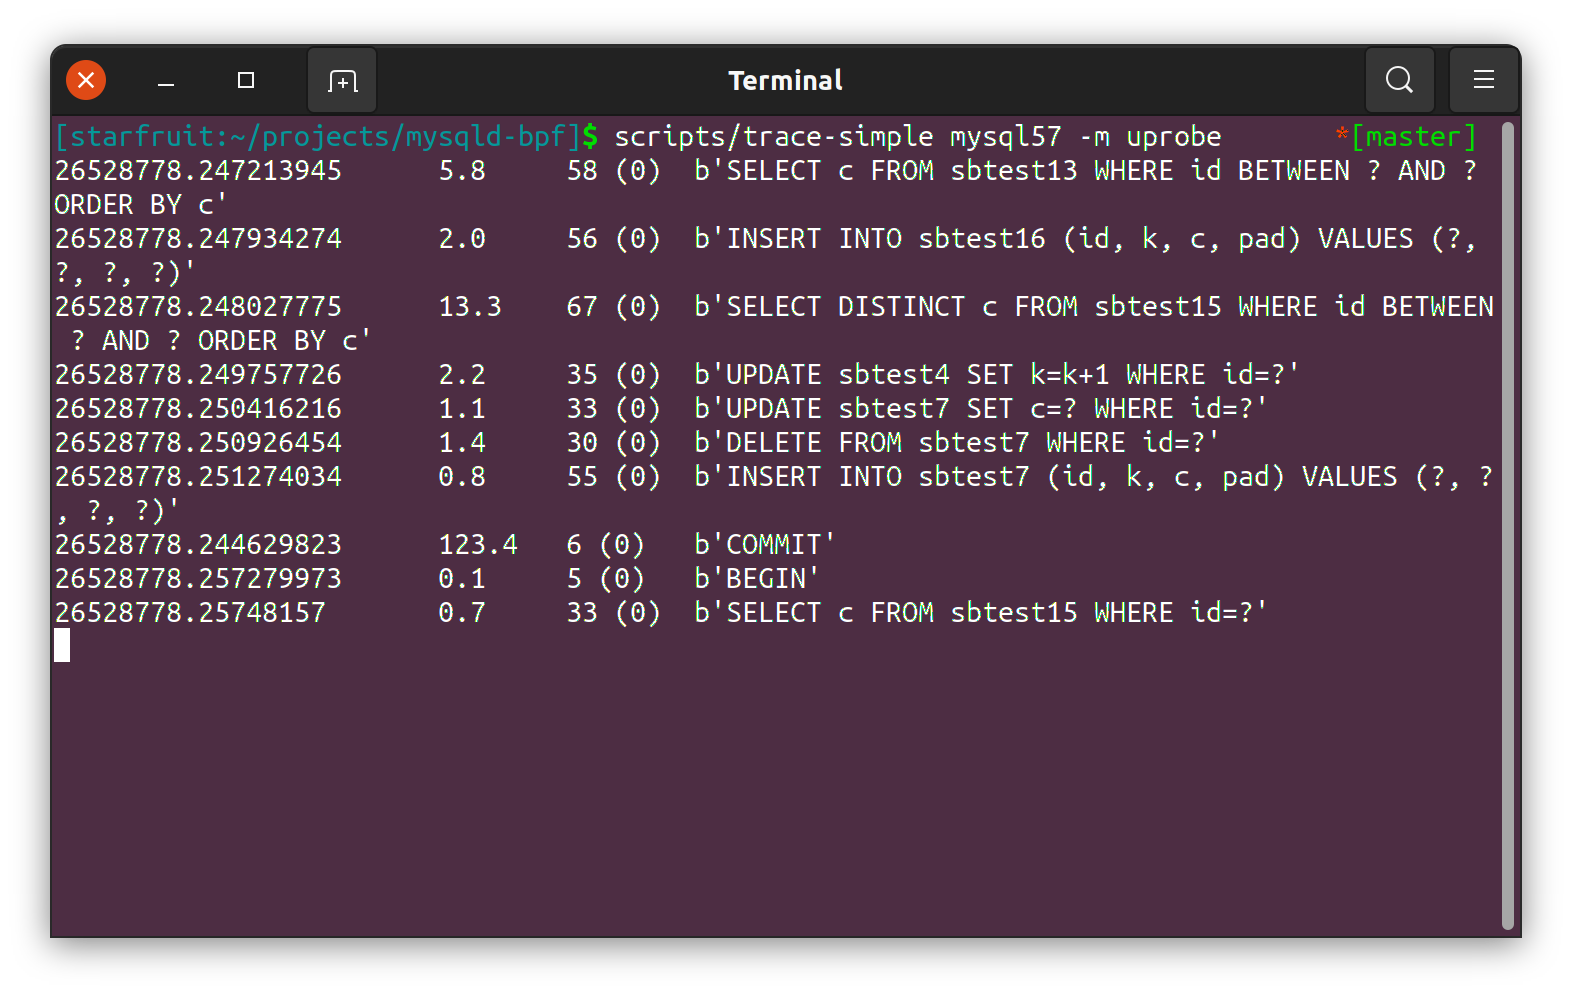 Terminal
[starfruit:~/projects/mysqld-bpf]$ scripts/trace-simple mysql57 -m uprobe *[master]
26528778.247213945 5.8 58 (0) b'SELECT c FROM sbtest13 WHERE id BETWEEN ? AND ?
ORDER BY c'
26528778.247934274 2.0 56 (0) b'INSERT INTO sbtest16 (id, k, c, pad) VALUES (?,
?, ?, ?)'
26528778.248027775 13.3 67 (0) b'SELECT DISTINCT c FROM sbtest15 WHERE id BETWEEN
? AND ? ORDER BY c'
26528778.249757726 2.2 35 (0) b'UPDATE sbtest4 SET k=k+1 WHERE id=?'
26528778.250416216 1.1 33 (0) b'UPDATE sbtest7 SET c=? WHERE id=?'
26528778.250926454 1.4 30 (0) b'DELETE FROM sbtest7 WHERE id=?'
26528778.251274034 0.8 55 (0) b'INSERT INTO sbtest7 (id, k, c, pad) VALUES (?, ?
, ?, ?)'
26528778.244629823 123.4 6 (0) b'COMMIT'
26528778.257279973 0.1 5 (0) b'BEGIN'
26528778.25748157 0.7 33 (0) b'SELECT c FROM sbtest15 WHERE id=?'